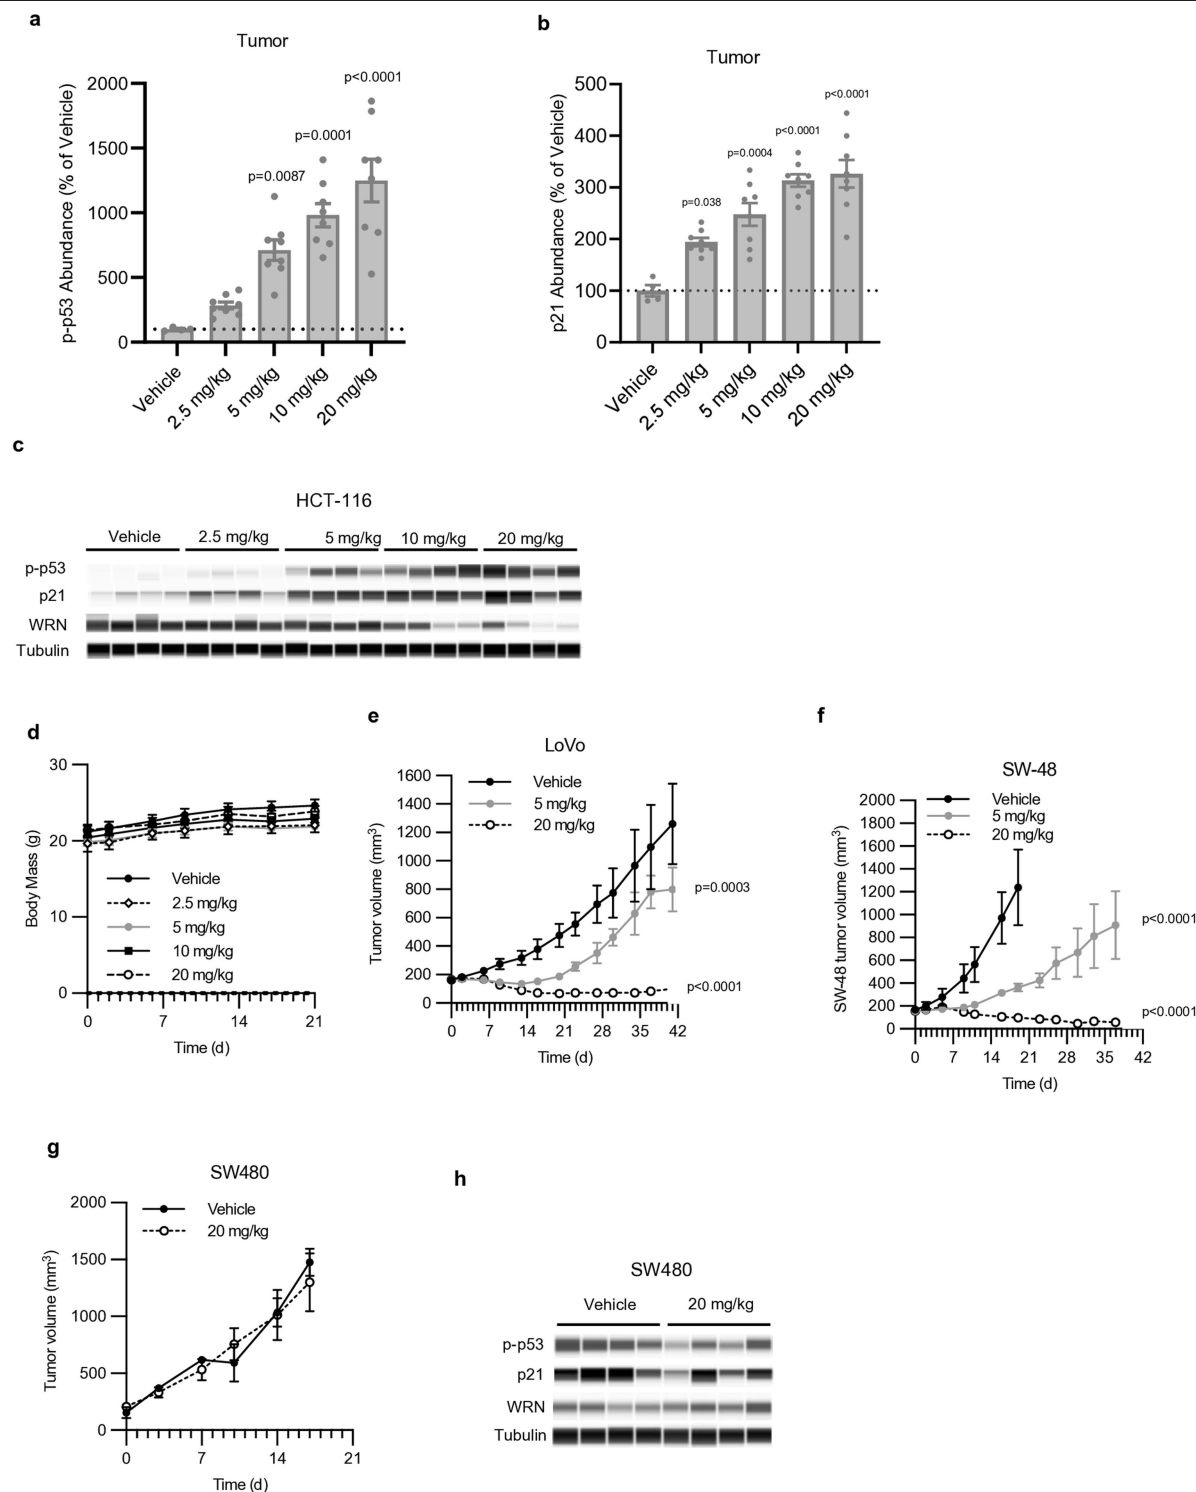 a
Tumor
p-p53 Abundance (% of Vehicle)
2000
1500
1000
500
0
p=0.0087
p=0.0001
p<0.0001
Vehicle
2.5 mg/kg
5 mg/kg
10 mg/kg
20 mg/kg
b
Tumor
p21 Abundance (% of Vehicle)
500
400
300
200
100
0
p=0.038
p=0.0004
p<0.0001
p<0.0001
Vehicle
2.5 mg/kg
5 mg/kg
10 mg/kg
20 mg/kg
c
HCT-116
Vehicle 2.5 mg/kg 5 mg/kg 10 mg/kg 20 mg/kg
p-p53
p21
WRN
Tubulin
d
Body Mass (g)
30
20
10
0
Vehicle
2.5 mg/kg
5 mg/kg
10 mg/kg
20 mg/kg
0 7 14 21
Time (d)
e
LoVo
Tumor volume (mm³)
1600
1400
1200
1000
800
600
400
200
0
Vehicle
5 mg/kg
20 mg/kg
p=0.0003
p<0.0001
0 7 14 21 28 35 42
Time (d)
f
SW-48
SW-48 tumor volume (mm³)
2000
1800
1600
1400
1200
1000
800
600
400
200
0
Vehicle
5 mg/kg
20 mg/kg
p<0.0001
p<0.0001
0 7 14 21 28 35 42
Time (d)
g
SW480
Tumor volume (mm³)
2000
1500
1000
500
0
Vehicle
20 mg/kg
0 7 14 21
Time (d)
h
SW480
Vehicle 20 mg/kg
p-p53
p21
WRN
Tubulin